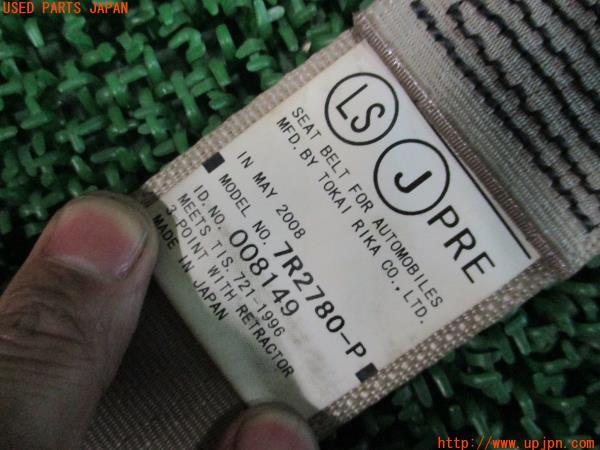 USED PARTS JAPAN
LS J PRE
SEAT BELT FOR AUTOMOBILES
MFD. BY TOKAI RIKA CO., LTD.
IN MAY 2008
MODEL NO. 7R2780-P
ID. NO. 008149
MEETS TIS. 721-1996
3-POINT WITH RETRACTOR
MADE IN JAPAN
http://www.upjpn.com/